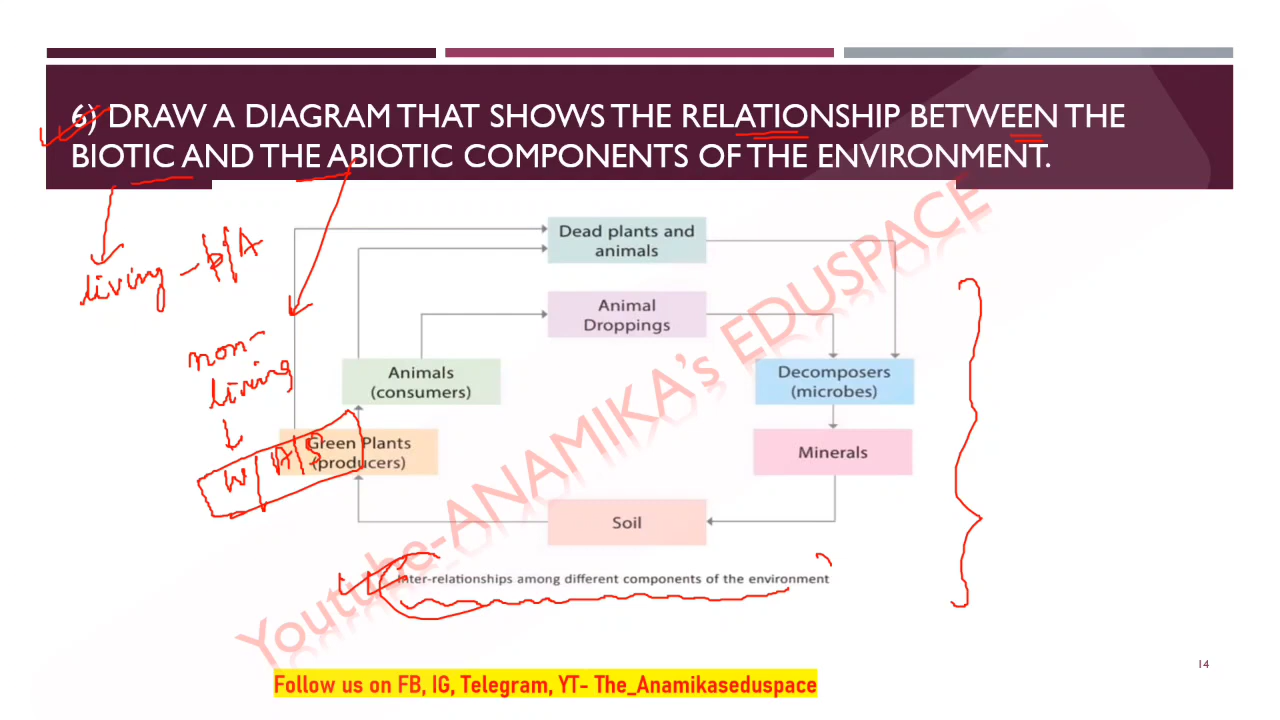 6) DRAW A DIAGRAM THAT SHOWS THE RELATIONSHIP BETWEEN THE
BIOTIC AND THE ABIOTIC COMPONENTS OF THE ENVIRONMENT.
living - P/A
non-
living
W/A/S
Dead plants and
animals
Animal
Droppings
Animals
(consumers)
Decomposers
(microbes)
Green Plants
(producers)
Minerals
Soil
Inter-relationships among different components of the environment
Youtube-ANAMIKA's EDUSPACE
14
Follow us on FB, IG, Telegram, YT- The_Anamikaseduspace